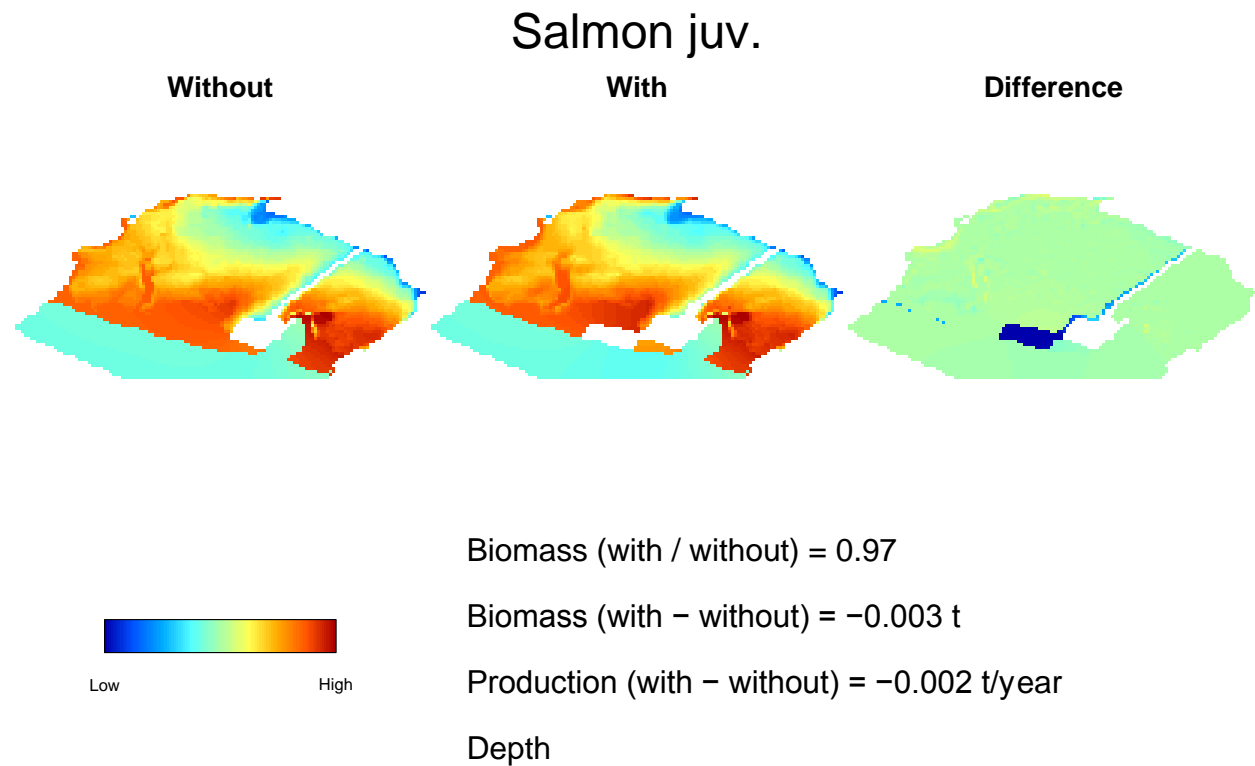 Salmon juv.
Without
With
Difference
Biomass (with / without) = 0.97
Biomass (with − without) = −0.003 t
Low
High
Production (with − without) = −0.002 t/year
Depth